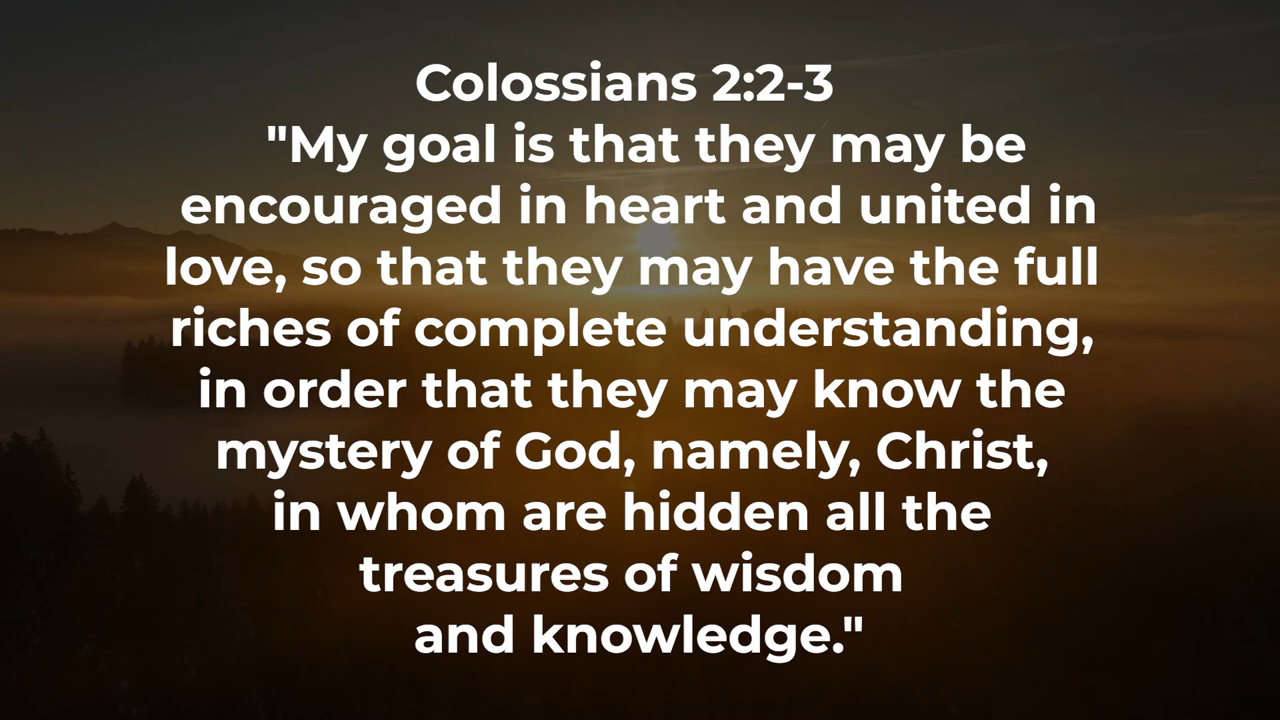 Colossians 2:2-3
"My goal is that they may be
encouraged in heart and united in
love, so that they may have the full
riches of complete understanding,
in order that they may know the
mystery of God, namely, Christ,
in whom are hidden all the
treasures of wisdom
and knowledge."